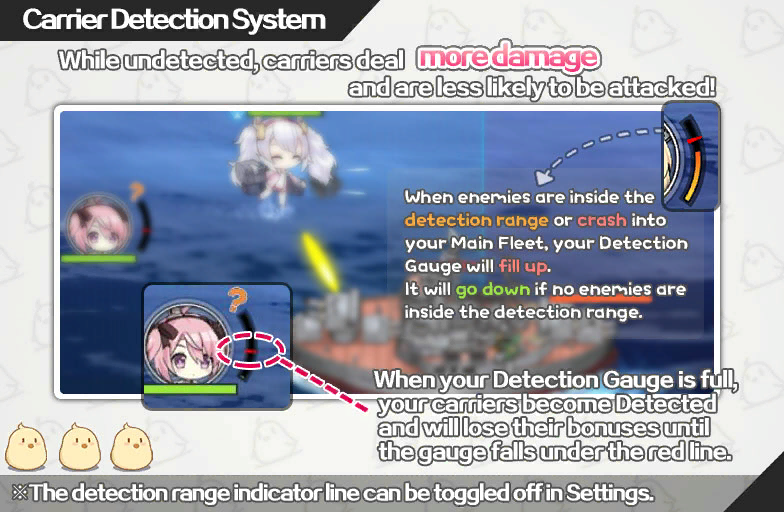 Carrier Detection System
While undetected, carriers deal more damage
and are less likely to be attacked!
When enemies are inside the
detection range or crash into
your Main Fleet, your Detection
Gauge will fill up.
It will go down if no enemies are
inside the detection range.
?
?
When your Detection Gauge is full,
your carriers become Detected
and will lose their bonuses until
the gauge falls under the red line.
※The detection range indicator line can be toggled off in Settings.